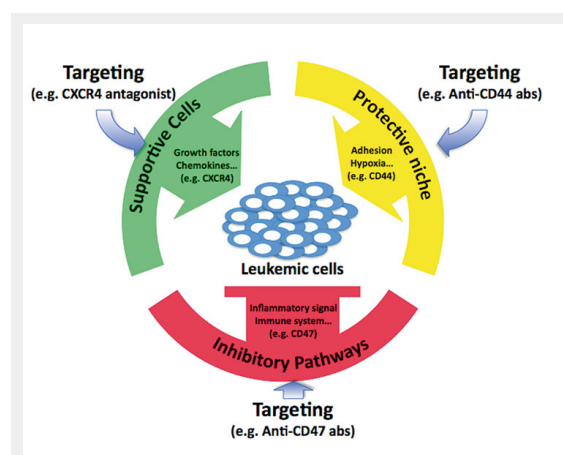 Targeting
(e.g. CXCR4 antagonist)
Targeting
(e.g. Anti-CD44 abs)
Supportive Cells
Growth factors
Chemokines...
(e.g. CXCR4)
Protective niche
Adhesion
Hypoxia...
(e.g. CD44)
Leukemic cells
Inflammatory signal
Immune system...
(e.g. CD47)
Inhibitory Pathways
Targeting
(e.g. Anti-CD47 abs)